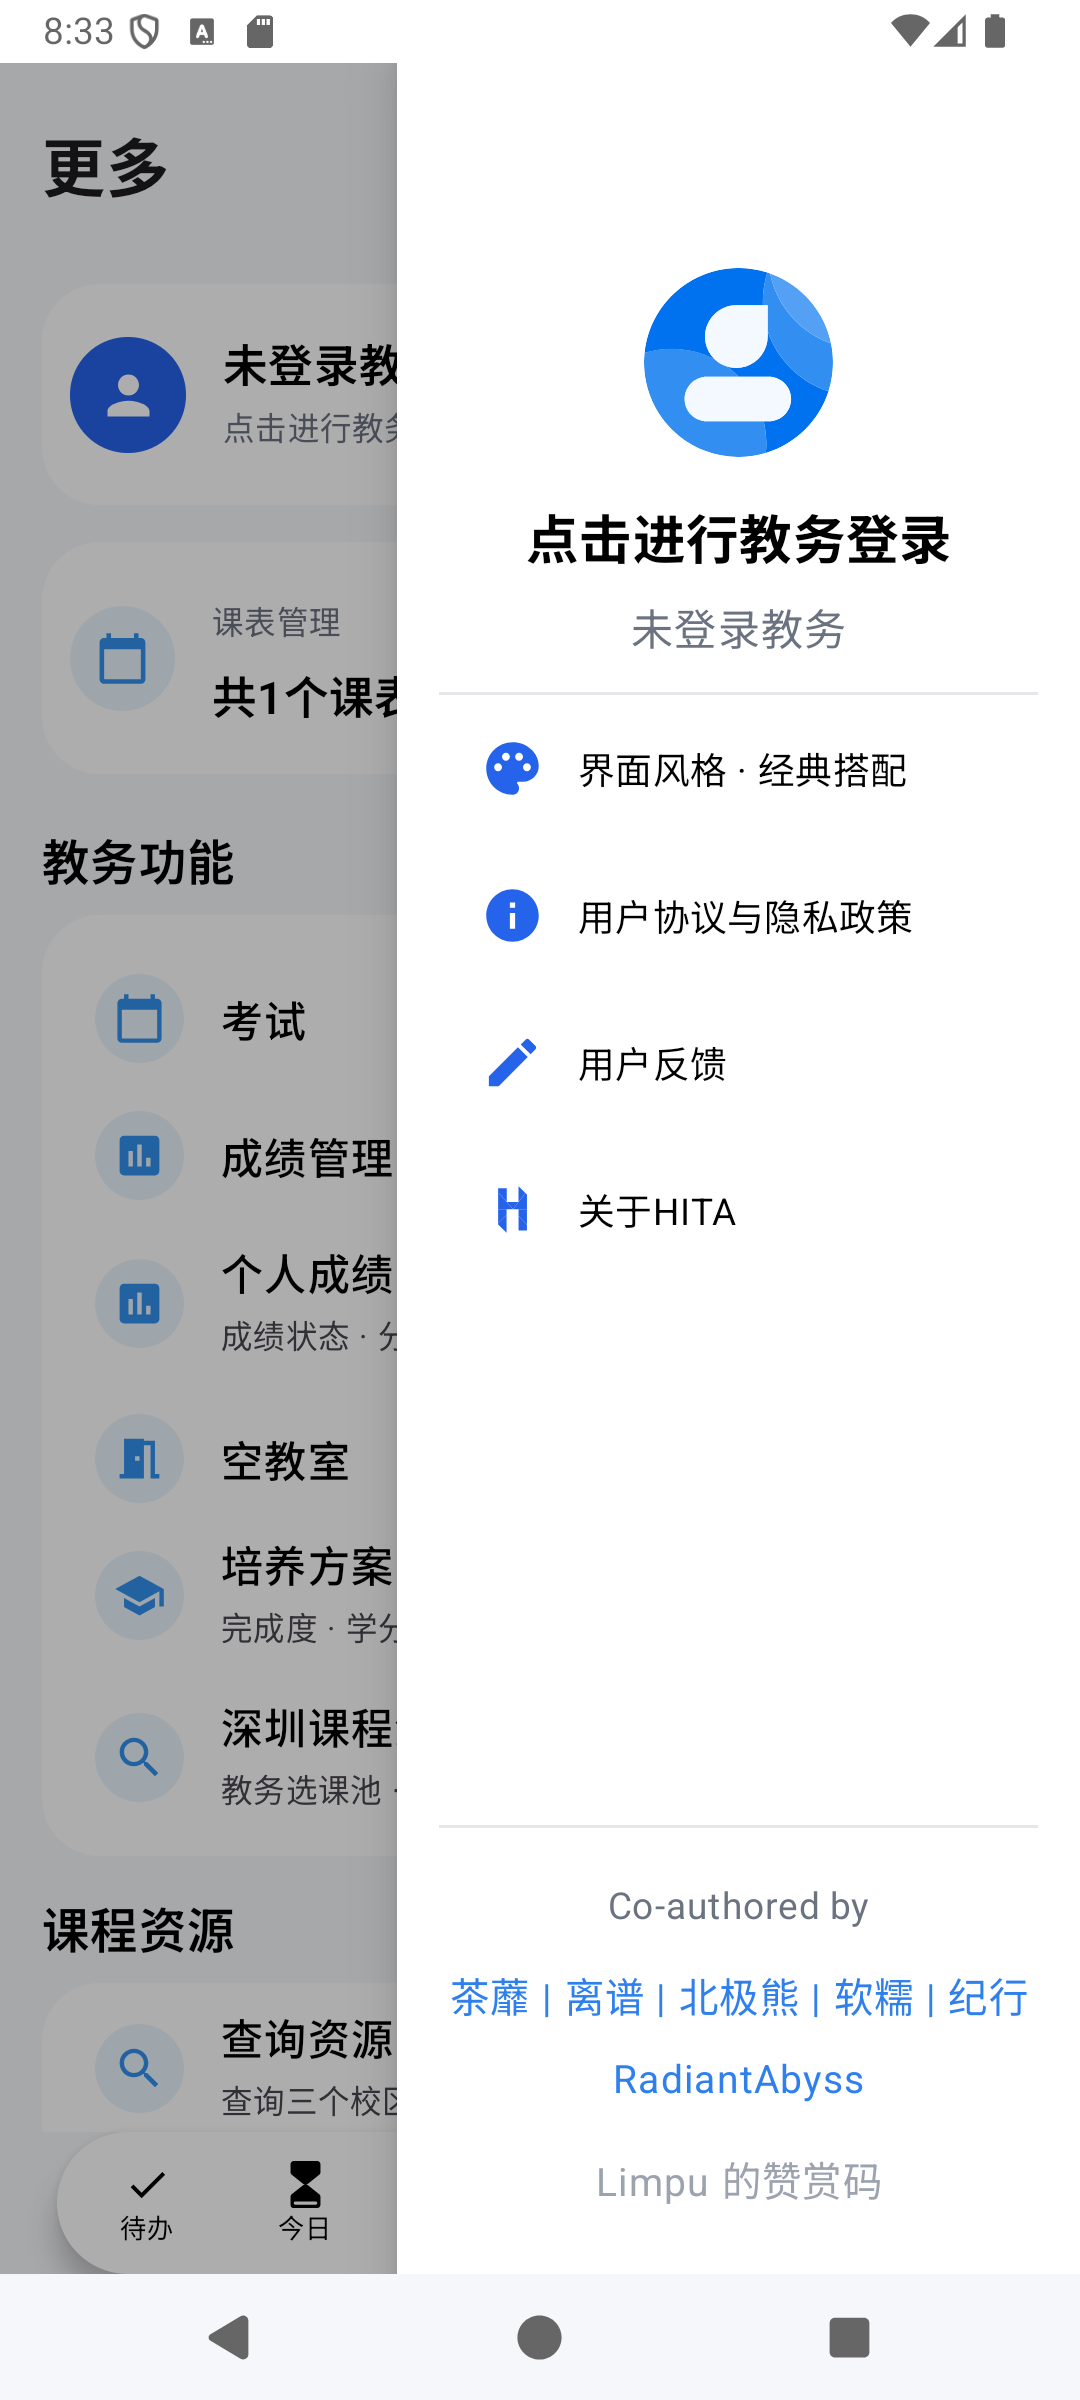 8:33
更多
未登录教
点击进行教
课表管理
共1个课
教务功能
考试
成绩管理
个人成绩
成绩状态 ·
空教室
培养方案
完成度 · 学
深圳课程
教务选课池 ·
课程资源
查询资源
查询三个校
待办
今日
点击进行教务登录
未登录教务
界面风格 · 经典搭配
用户协议与隐私政策
用户反馈
关于HITA
Co-authored by
茶蘼 | 离谱 | 北极熊 | 软糯 | 纪行
RadiantAbyss
Limpu 的赞赏码